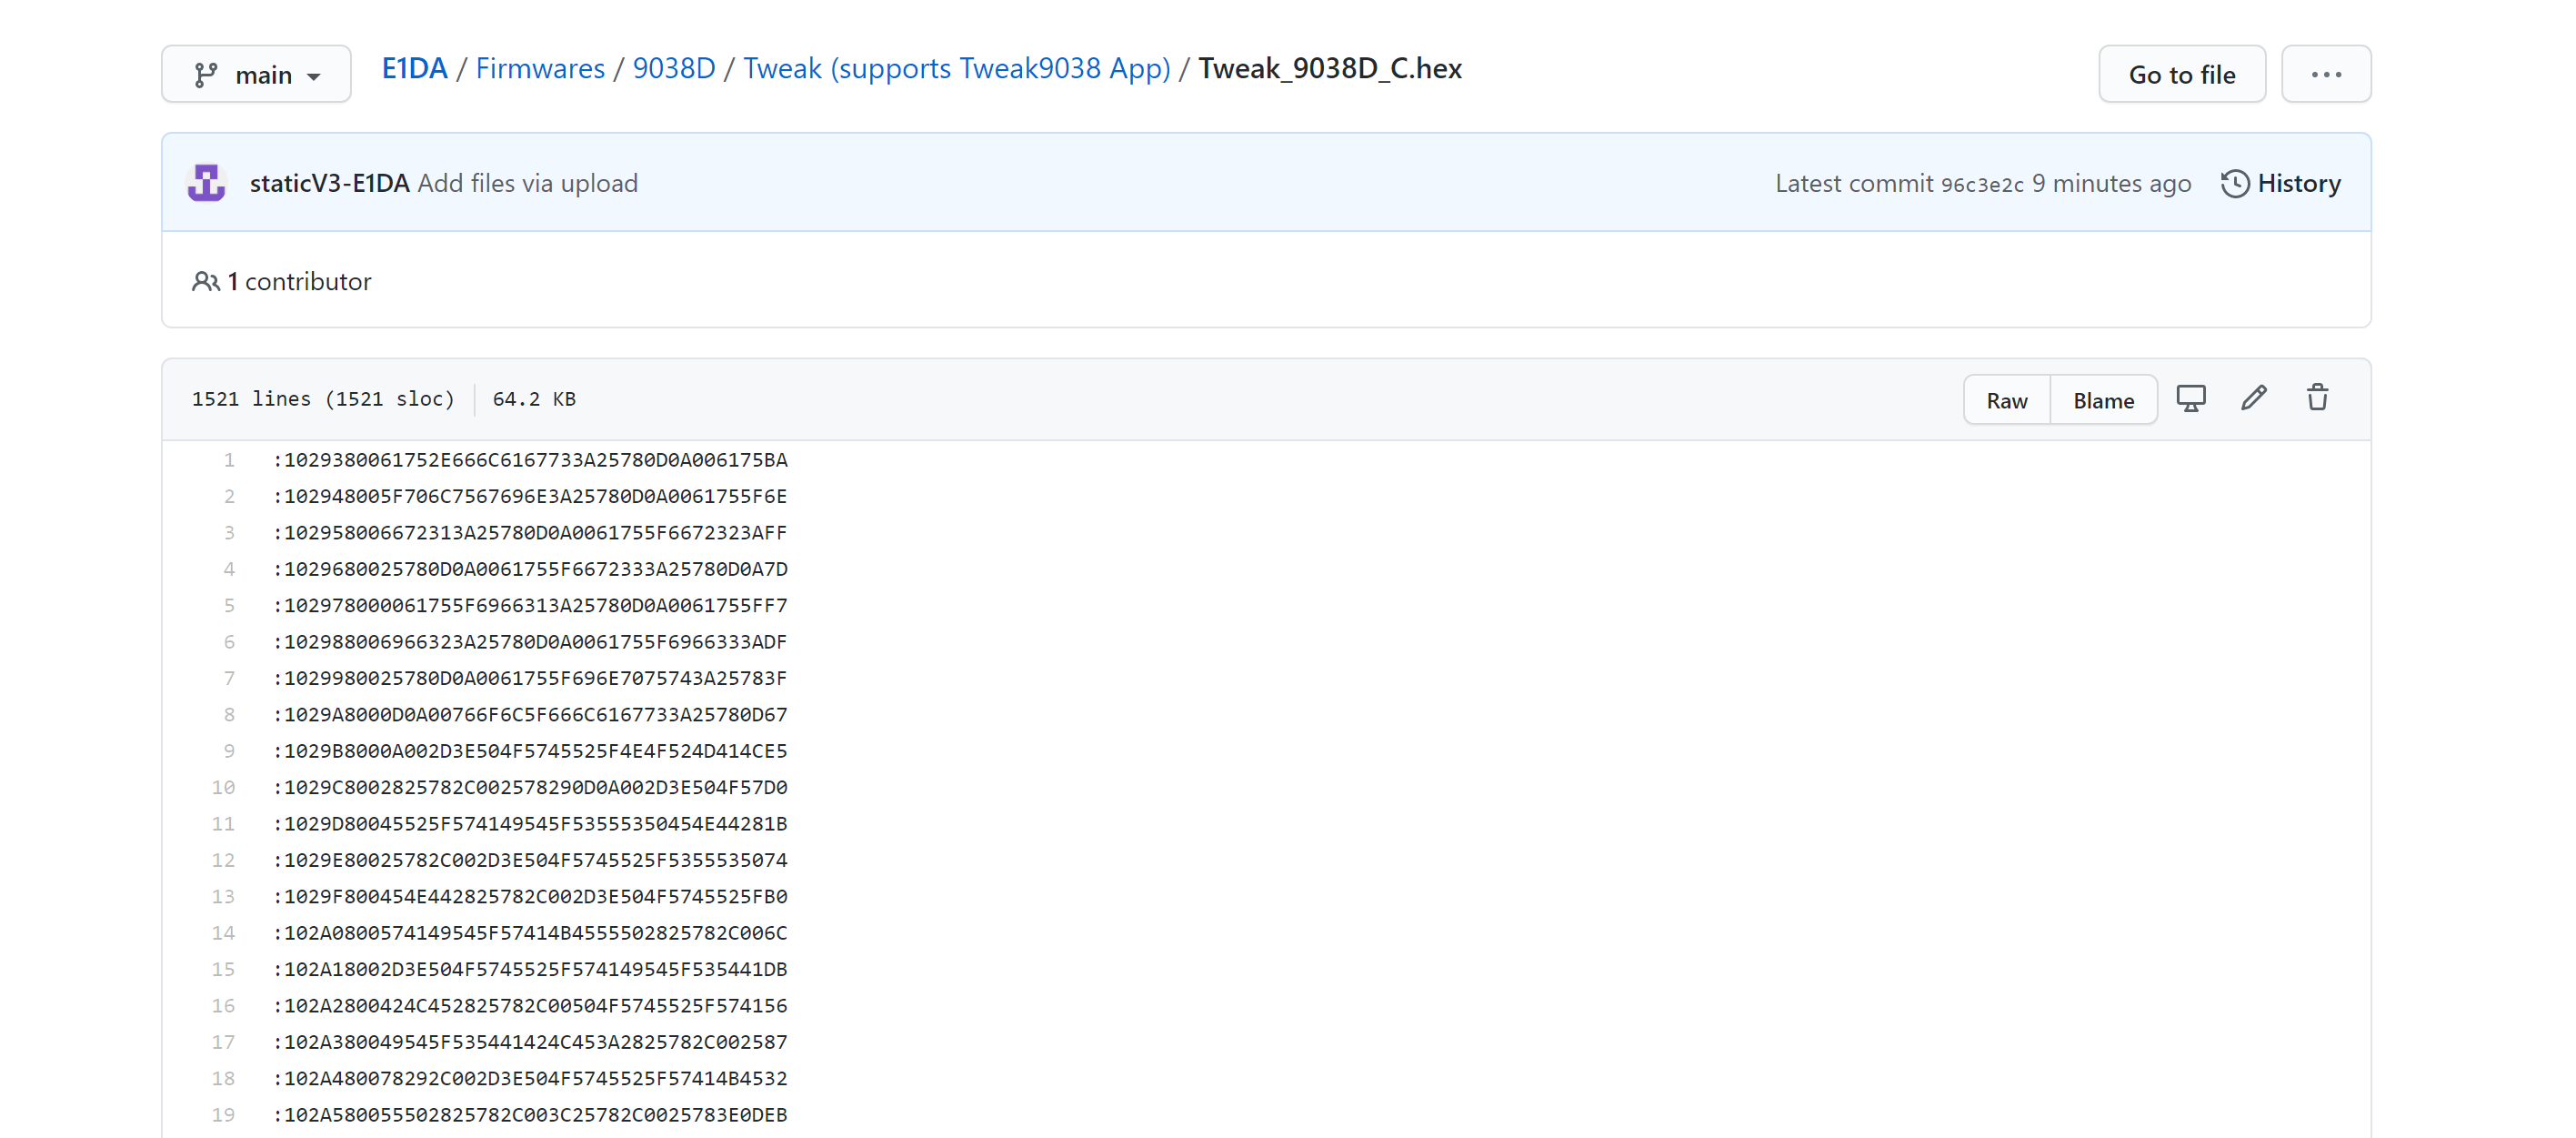 main
E1DA / Firmwares / 9038D / Tweak (supports Tweak9038 App) / Tweak_9038D_C.hex
Go to file
staticV3-E1DA Add files via upload
Latest commit 96c3e2c 9 minutes ago
History
1 contributor
1521 lines (1521 sloc) 64.2 KB
Raw
Blame
1 :1029380061752E666C6167733A25780D0A006175BA
2 :102948005F706C7567696E3A25780D0A0061755F6E
3 :102958006672313A25780D0A0061755F6672323AFF
4 :1029680025780D0A0061755F6672333A25780D0A7D
5 :102978000061755F6966313A25780D0A0061755FF7
6 :102988006966323A25780D0A0061755F6966333ADF
7 :1029980025780D0A0061755F696E7075743A25783F
8 :1029A8000D0A00766F6C5F666C6167733A25780D67
9 :1029B8000A002D3E504F5745525F4E4F524D414CE5
10 :1029C8002825782C002578290D0A002D3E504F57D0
11 :1029D80045525F574149545F53555350454E44281B
12 :1029E80025782C002D3E504F5745525F5355535074
13 :1029F800454E442825782C002D3E504F5745525FB0
14 :102A0800574149545F57414B4555502825782C006C
15 :102A18002D3E504F5745525F574149545F535441DB
16 :102A2800424C452825782C00504F5745525F574156
17 :102A380049545F535441424C453A2825782C002587
18 :102A480078292C002D3E504F5745525F57414B4532
19 :102A580055502825782C003C25782C0025783E0DEB